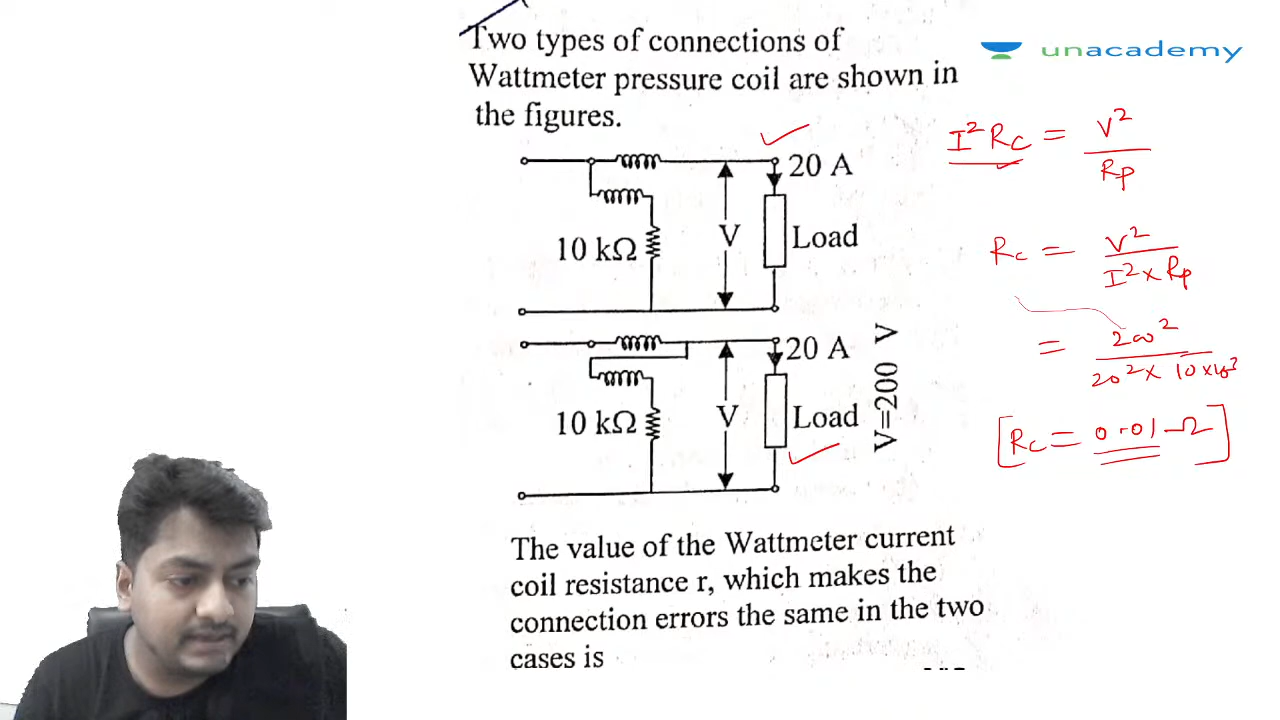 Two types of connections of
Wattmeter pressure coil are shown in
the figures.
unacademy
20 A
10 kΩ
V
Load
20 A
10 kΩ
V
Load
V=200 V
The value of the Wattmeter current
coil resistance r, which makes the
connection errors the same in the two
cases is
I²Rc = V²/Rp
Rc = V²/I²×Rp
= 200²/20²×10×10³
[Rc = 0.01 Ω]